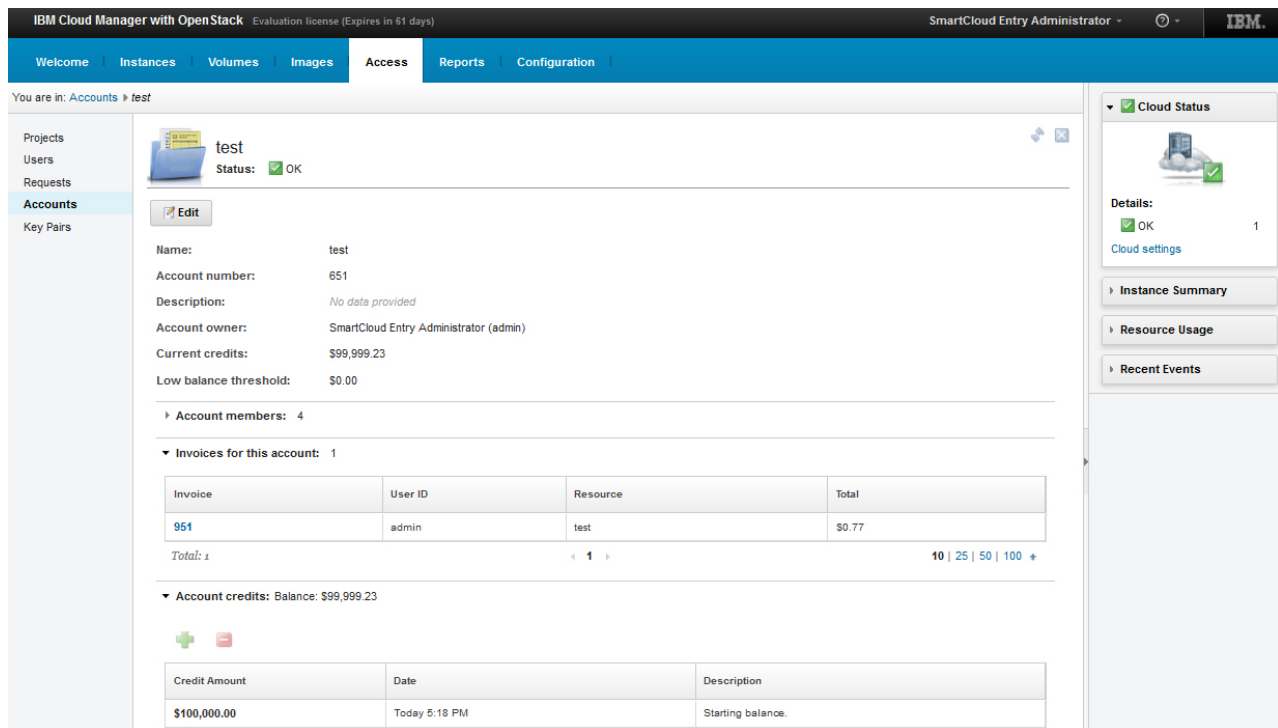 IBM Cloud Manager with OpenStack Evaluation license (Expires in 61 days) SmartCloud Entry Administrator ? IBM.
Welcome Instances Volumes Images Access Reports Configuration
You are in: Accounts test
Projects
Users
Requests
Accounts
Key Pairs
test
Status: OK
Edit
Name: test
Account number: 651
Description: No data provided
Account owner: SmartCloud Entry Administrator (admin)
Current credits: $99,999.23
Low balance threshold: $0.00
Account members: 4
Invoices for this account: 1
Invoice User ID Resource Total
951 admin test $0.77
Total: 1 1 10 | 25 | 50 | 100
Account credits: Balance: $99,999.23
Credit Amount Date Description
$100,000.00 Today 5:18 PM Starting balance.
Cloud Status
Details:
OK 1
Cloud settings
Instance Summary
Resource Usage
Recent Events